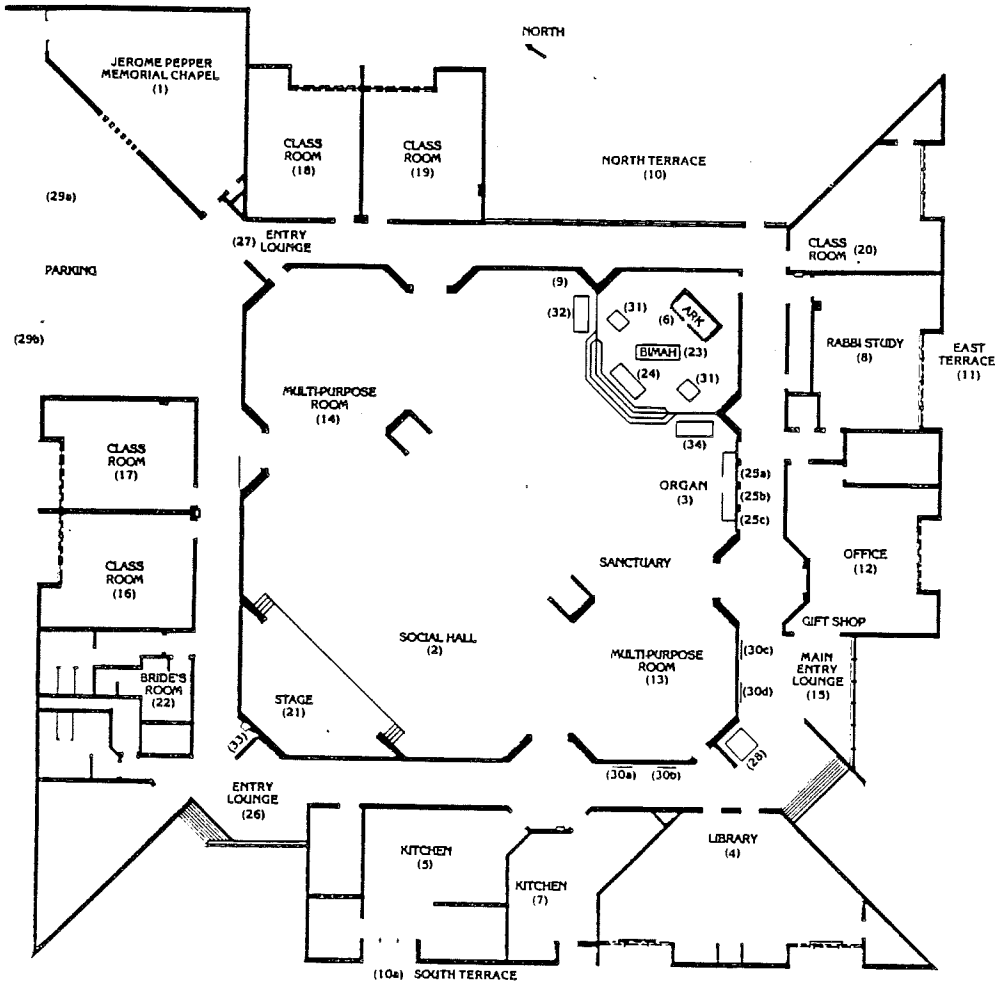 NORTH
JEROME PEPPER
MEMORIAL CHAPEL
(1)
CLASS
ROOM
(18)
CLASS
ROOM
(19)
NORTH TERRACE
(10)
(29a)
(27) ENTRY
LOUNGE
CLASS
ROOM (20)
PARKING
(9)
(32)
(31)
(6) ARK
BIMAH (23)
(24)
(31)
RABBI STUDY
(8)
EAST
TERRACE
(11)
(29b)
MULTI-PURPOSE
ROOM
(14)
(34)
CLASS
ROOM
(17)
ORGAN
(3)
(25a)
(25b)
(25c)
OFFICE
(12)
CLASS
ROOM
(16)
SANCTUARY
GIFT SHOP
SOCIAL HALL
(2)
MULTI-PURPOSE
ROOM
(13)
(30c)
(30d)
MAIN
ENTRY
LOUNGE
(15)
BRIDE'S
ROOM
(22)
STAGE
(21)
(33)
(28)
(30a) (30b)
ENTRY
LOUNGE
(26)
KITCHEN
(5)
LIBRARY
(4)
KITCHEN
(7)
(10a) SOUTH TERRACE